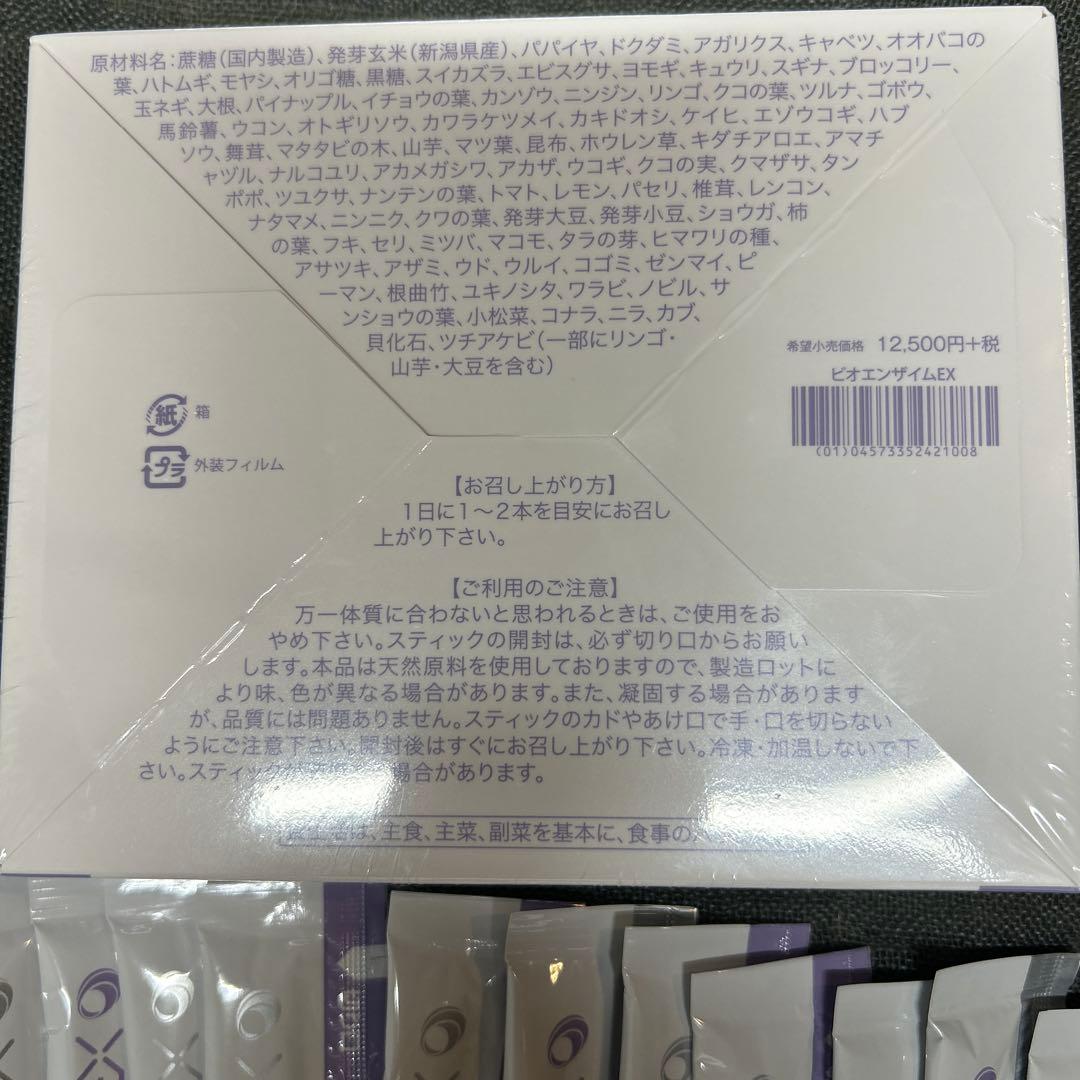 原材料名:蔗糖(国内製造)、発芽玄米(新潟県産)、パパイヤ、ドクダミ、アガリクス、キャベツ、オオバコの
葉、ハトムギ、モヤシ、オリゴ糖、黒糖、スイカズラ、エビスグサ、ヨモギ、キュウリ、スギナ、ブロッコリー、
玉ネギ、大根、パイナップル、イチョウの葉、カンゾウ、ニンジン、リンゴ、クコの葉、ツルナ、ゴボウ、
馬鈴薯、ウコン、オトギリソウ、カワラケツメイ、カキドオシ、ケイヒ、エゾウコギ、ハブ
ソウ、舞茸、マタタビの木、山芋、マツ葉、昆布、ホウレン草、キダチアロエ、アマチ
ャヅル、ナルコユリ、アカメガシワ、アカザ、ウコギ、クコの実、クマザサ、タン
ポポ、ツユクサ、ナンテンの葉、トマト、レモン、パセリ、椎茸、レンコン、
ナタマメ、ニンニク、クワの葉、発芽大豆、発芽小豆、ショウガ、柿
の葉、フキ、セリ、ミツバ、マコモ、タラの芽、ヒマワリの種、
アサツキ、アザミ、ウド、ウルイ、コゴミ、ゼンマイ、ピ
ーマン、根曲竹、ユキノシタ、ワラビ、ノビル、サ
ンショウの葉、小松菜、コナラ、ニラ、カブ、
貝化石、ツチアケビ(一部にリンゴ・
山芋・大豆を含む)
希望小売価格 12,500円+税
ビオエンザイムEX
(01)04573352421008
紙 箱
プラ 外装フィルム
【お召し上がり方】
1日に1〜2本を目安にお召し
上がり下さい。
【ご利用のご注意】
万一体質に合わないと思われるときは、ご使用をお
やめ下さい。スティックの開封は、必ず切り口からお願い
します。本品は天然原料を使用しておりますので、製造ロットに
より味、色が異なる場合があります。また、凝固する場合があります
が、品質には問題ありません。スティックのカドやあけ口で手・口を切らない
ようにご注意下さい。開封後はすぐにお召し上がり下さい。冷凍・加温しないで下
さい。スティック 場合があります。
食生活は、主食、主菜、副菜を基本に、食事の